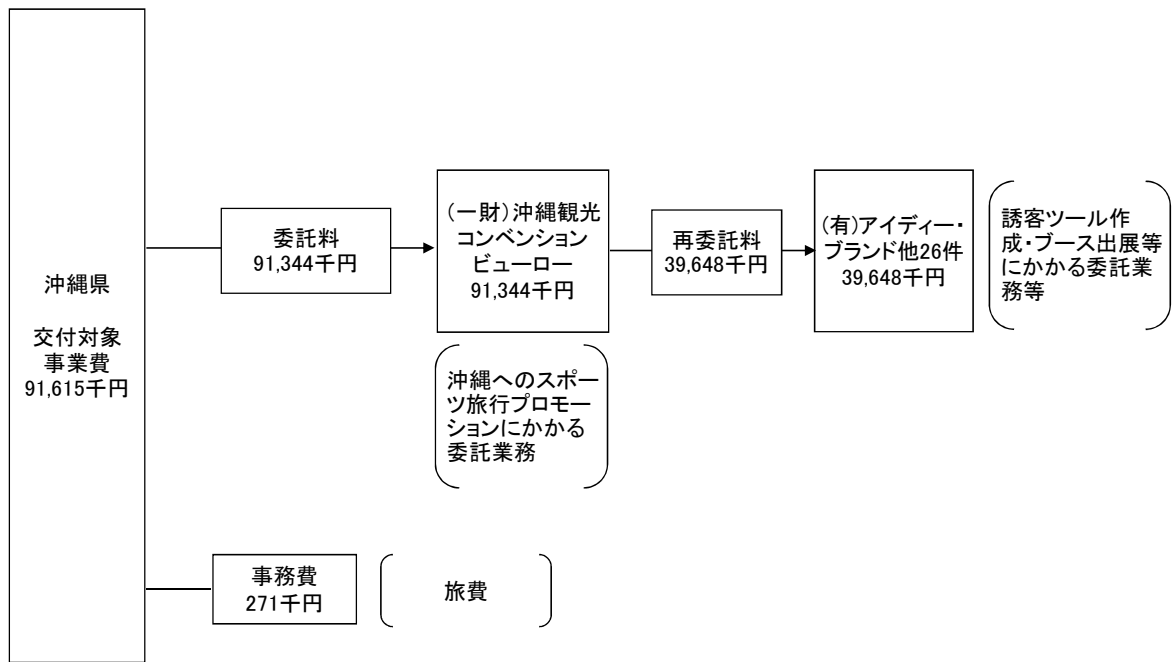 沖縄県
交付対象
事業費
91,615千円
委託料
91,344千円
(一財)沖縄観光
コンベンション
ビューロー
91,344千円
沖縄へのスポー
ツ旅行プロモー
ションにかかる
委託業務
再委託料
39,648千円
(有)アイディー・
ブランド他26件
39,648千円
誘客ツール作
成・ブース出展等
にかかる委託業
務等
事務費
271千円
旅費